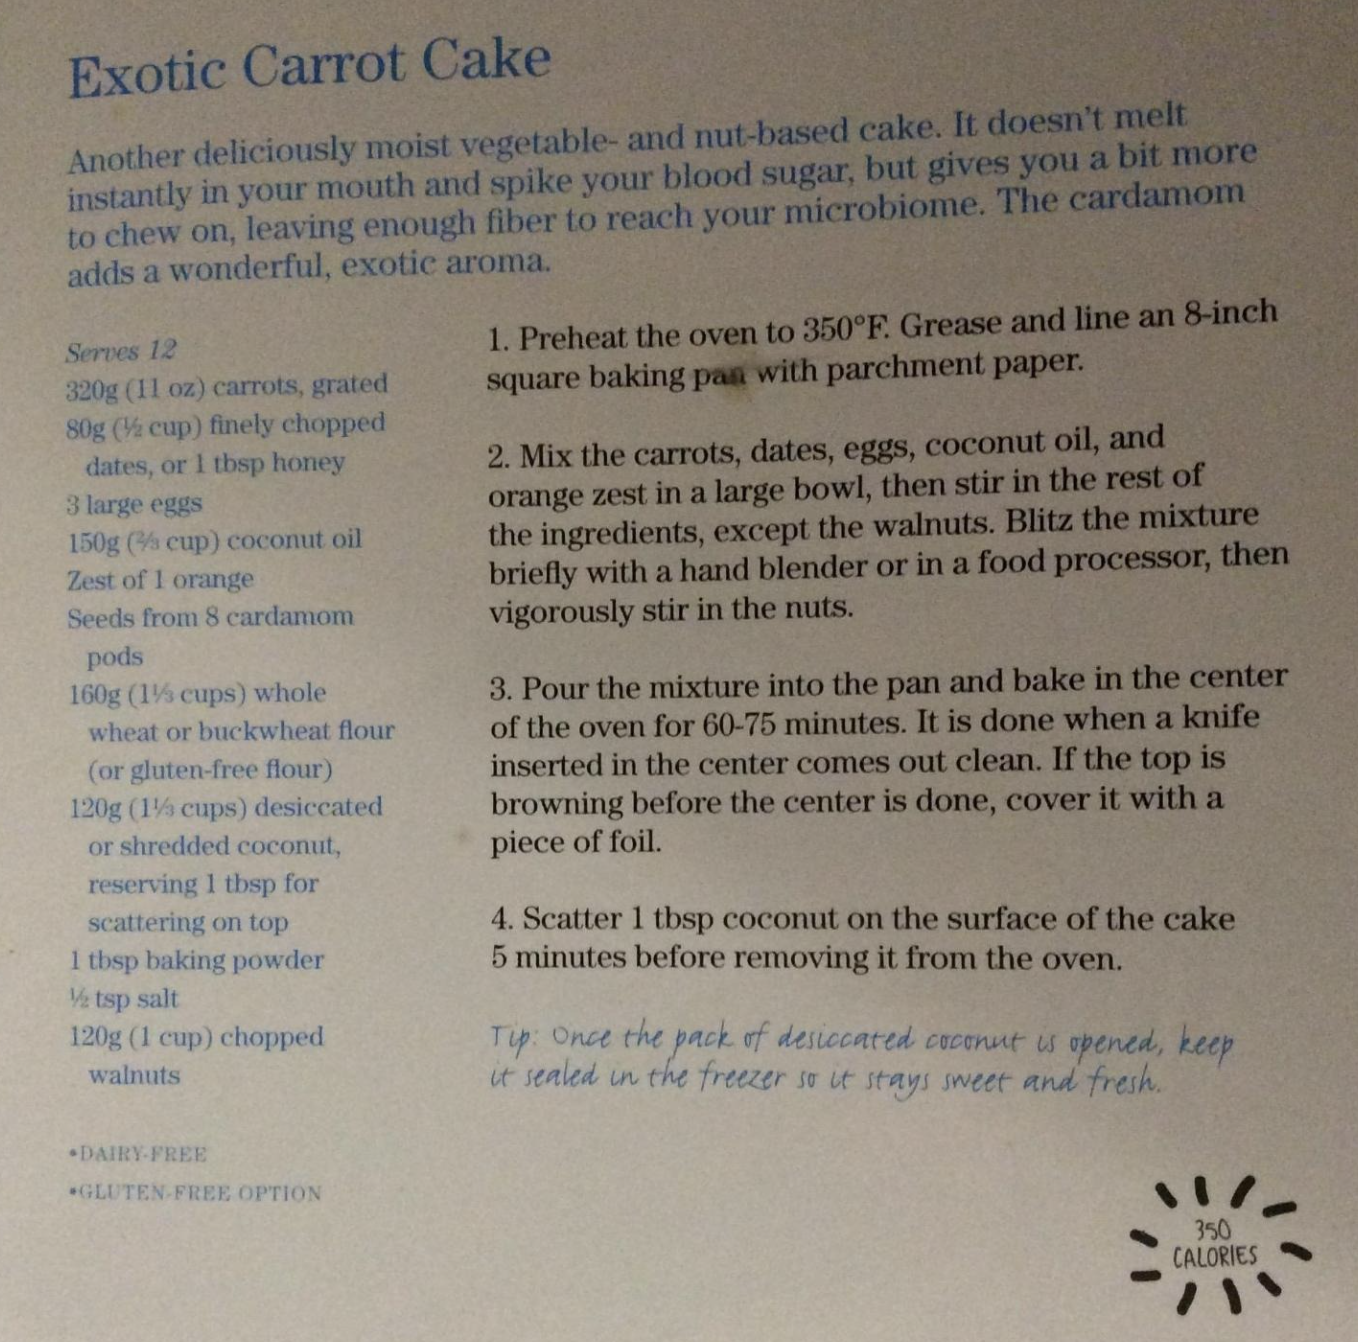 Exotic Carrot Cake
Another deliciously moist vegetable- and nut-based cake. It doesn't melt
instantly in your mouth and spike your blood sugar, but gives you a bit more
to chew on, leaving enough fiber to reach your microbiome. The cardamom
adds a wonderful, exotic aroma.
Serves 12
320g (11 oz) carrots, grated
80g (½ cup) finely chopped
dates, or 1 tbsp honey
3 large eggs
150g (⅔ cup) coconut oil
Zest of 1 orange
Seeds from 8 cardamom
pods
160g (1⅓ cups) whole
wheat or buckwheat flour
(or gluten-free flour)
120g (1⅓ cups) desiccated
or shredded coconut,
reserving 1 tbsp for
scattering on top
1 tbsp baking powder
½ tsp salt
120g (1 cup) chopped
walnuts
•DAIRY-FREE
•GLUTEN-FREE OPTION
1. Preheat the oven to 350°F. Grease and line an 8-inch
square baking pan with parchment paper.
2. Mix the carrots, dates, eggs, coconut oil, and
orange zest in a large bowl, then stir in the rest of
the ingredients, except the walnuts. Blitz the mixture
briefly with a hand blender or in a food processor, then
vigorously stir in the nuts.
3. Pour the mixture into the pan and bake in the center
of the oven for 60-75 minutes. It is done when a knife
inserted in the center comes out clean. If the top is
browning before the center is done, cover it with a
piece of foil.
4. Scatter 1 tbsp coconut on the surface of the cake
5 minutes before removing it from the oven.
Tip: Once the pack of desiccated coconut is opened, keep
it sealed in the freezer so it stays sweet and fresh.
350
CALORIES